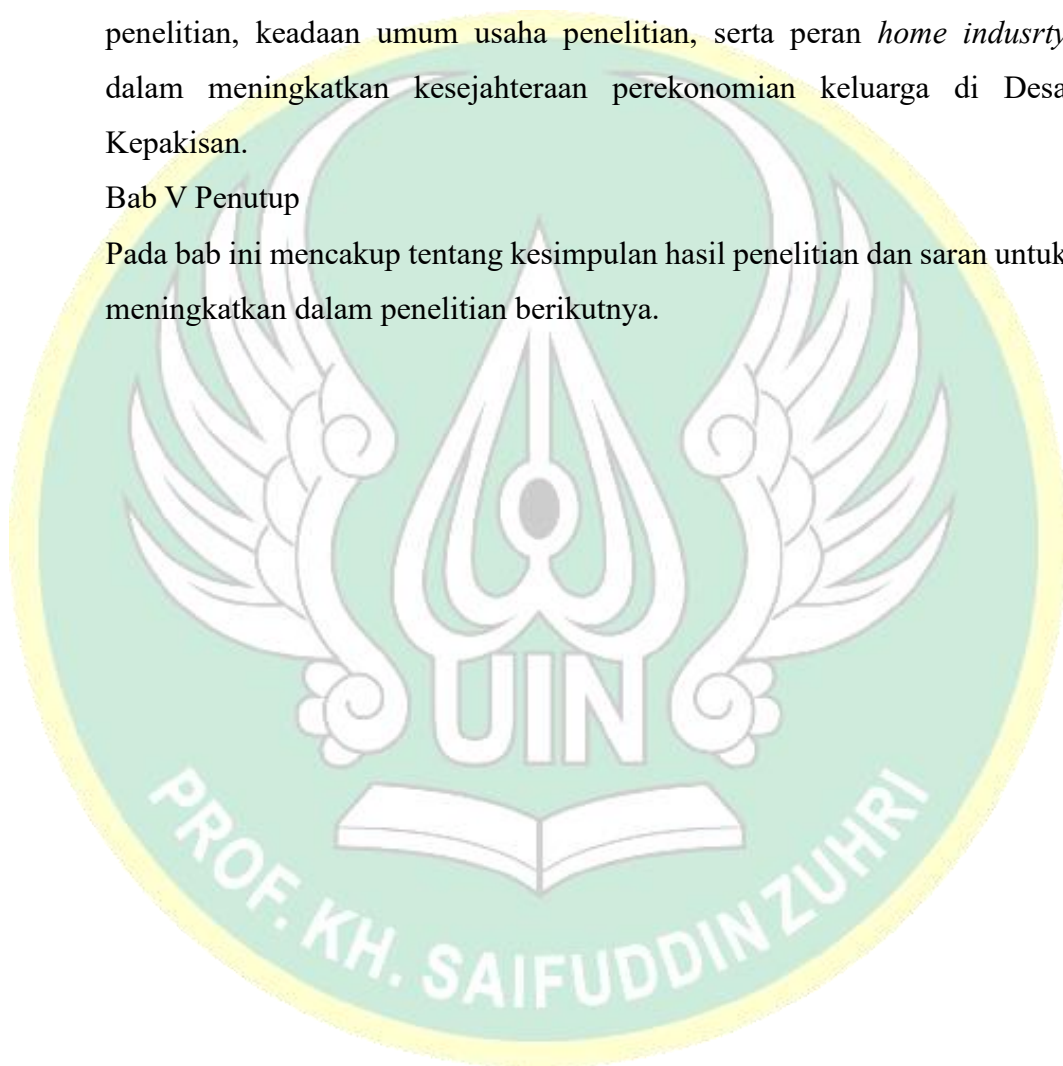 penelitian, keadaan umum usaha penelitian, serta peran home indusrty
dalam meningkatkan kesejahteraan perekonomian keluarga di Desa
Kepakisan.
Bab V Penutup
Pada bab ini mencakup tentang kesimpulan hasil penelitian dan saran untuk
meningkatkan dalam penelitian berikutnya.
UIN
PROF. KH. SAIFUDDIN ZUHRI